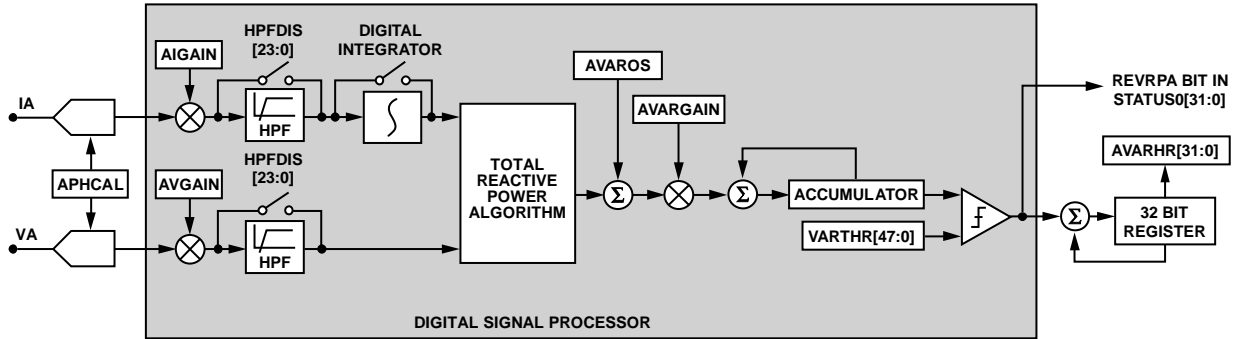 HPFDIS
[23:0]
DIGITAL
INTEGRATOR
AIGAIN
AVAROS
REVRPA BIT IN
STATUS0[31:0]
IA
HPF
AVARGAIN
AVARHR[31:0]
APHCAL
AVGAIN
HPFDIS
[23:0]
TOTAL
REACTIVE
POWER
ALGORITHM
Σ
Σ
ACCUMULATOR
Σ
32 BIT
REGISTER
VARTHR[47:0]
VA
HPF
DIGITAL SIGNAL PROCESSOR